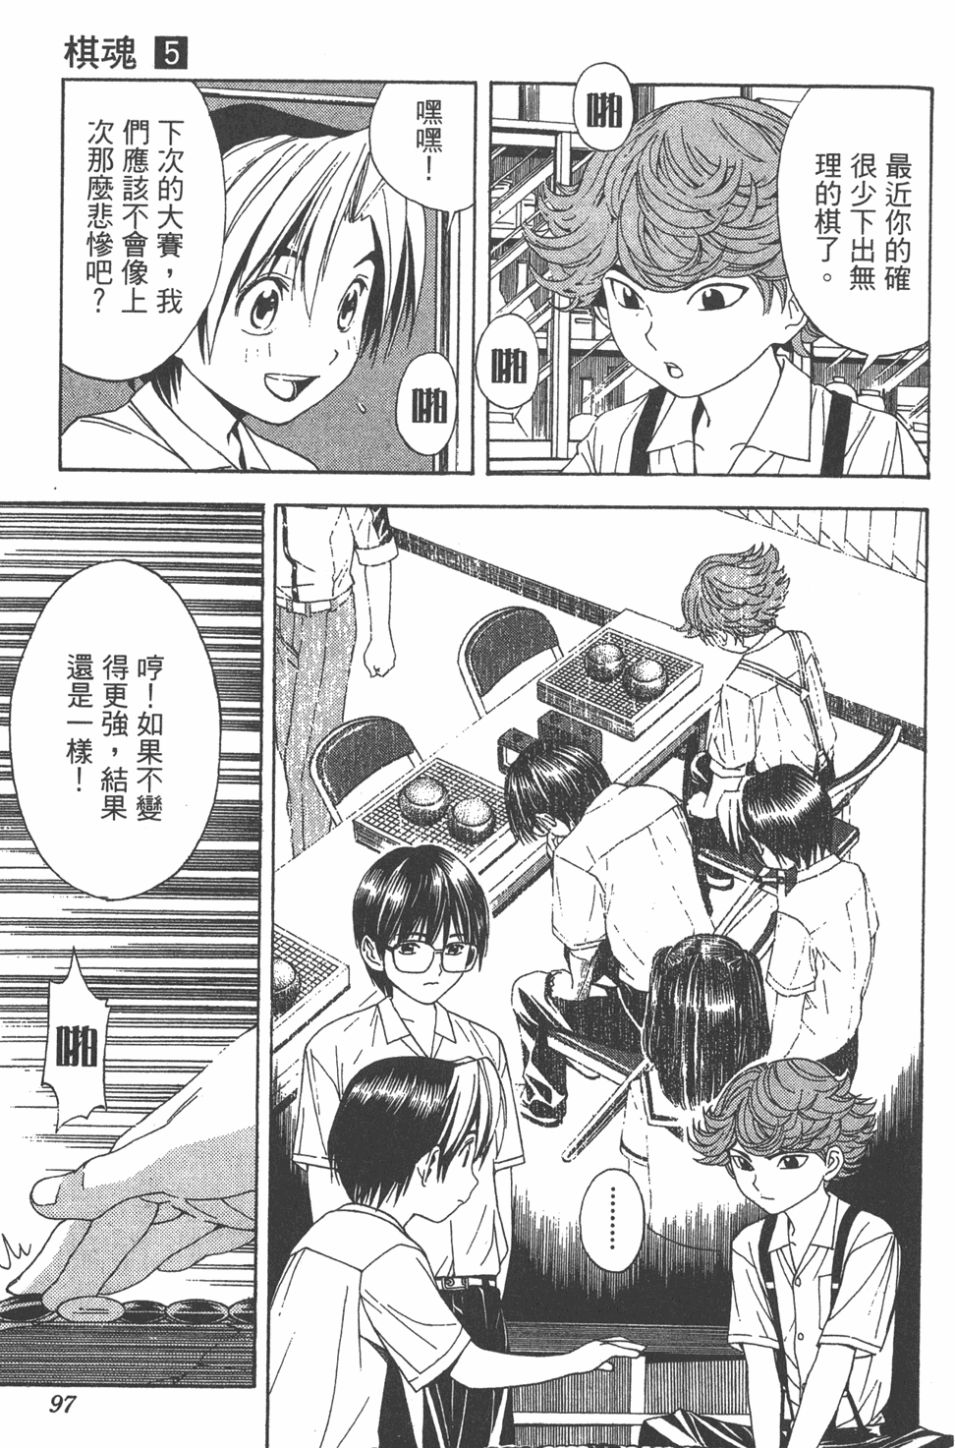 棋魂 5
最近你的確
很少下出無
理的棋了。
啪
啪
嘿嘿！
下次的大賽，我
們應該不會像上
次那麼悲慘吧？
啪
⋯⋯⋯
哼！如果不變
得更強，結果
還是一樣！
啪
97